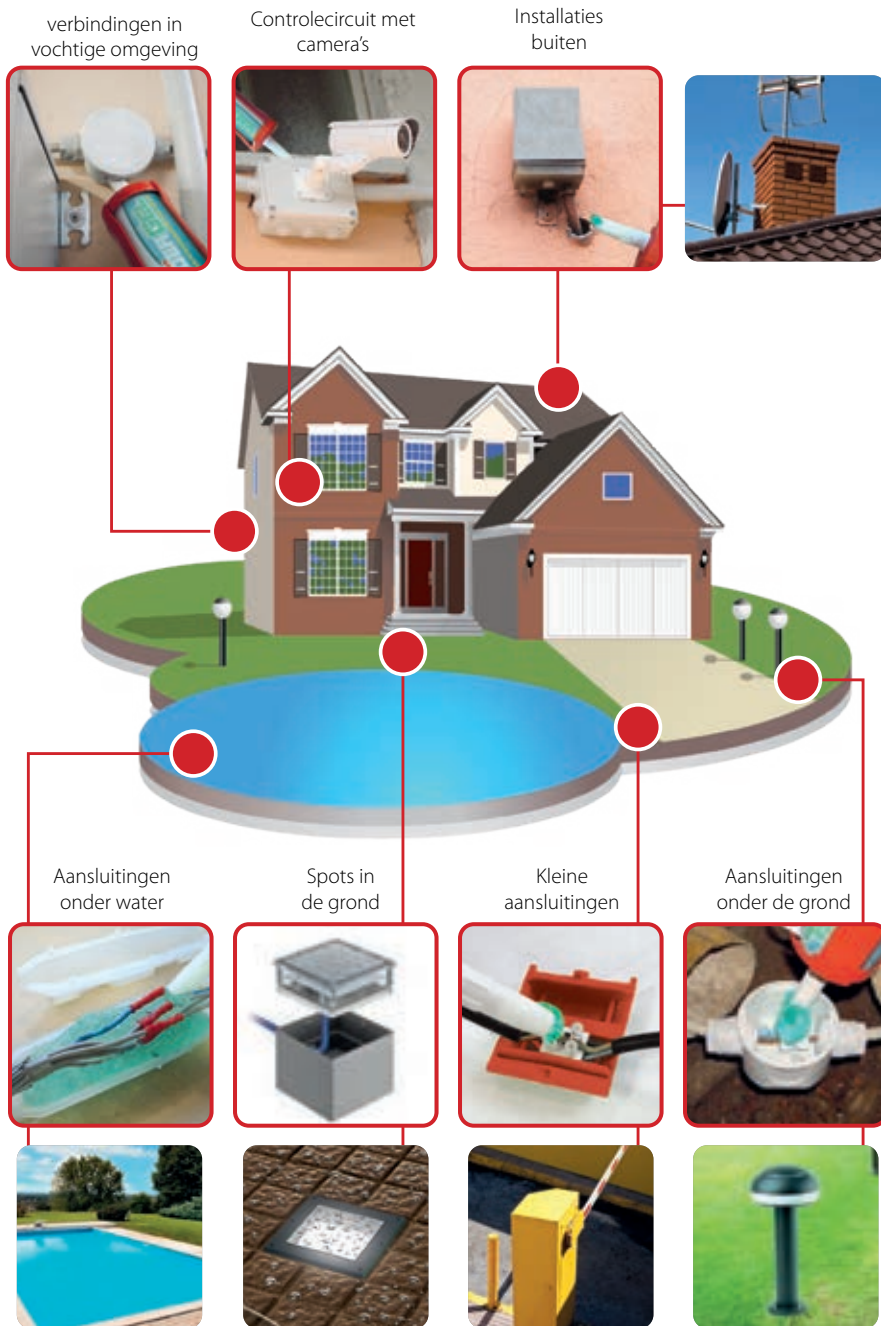 verbindingen in
vochtige omgeving
Controlecircuit met
camera's
Installaties
buiten
Aansluitingen
onder water
Spots in
de grond
Kleine
aansluitingen
Aansluitingen
onder de grond